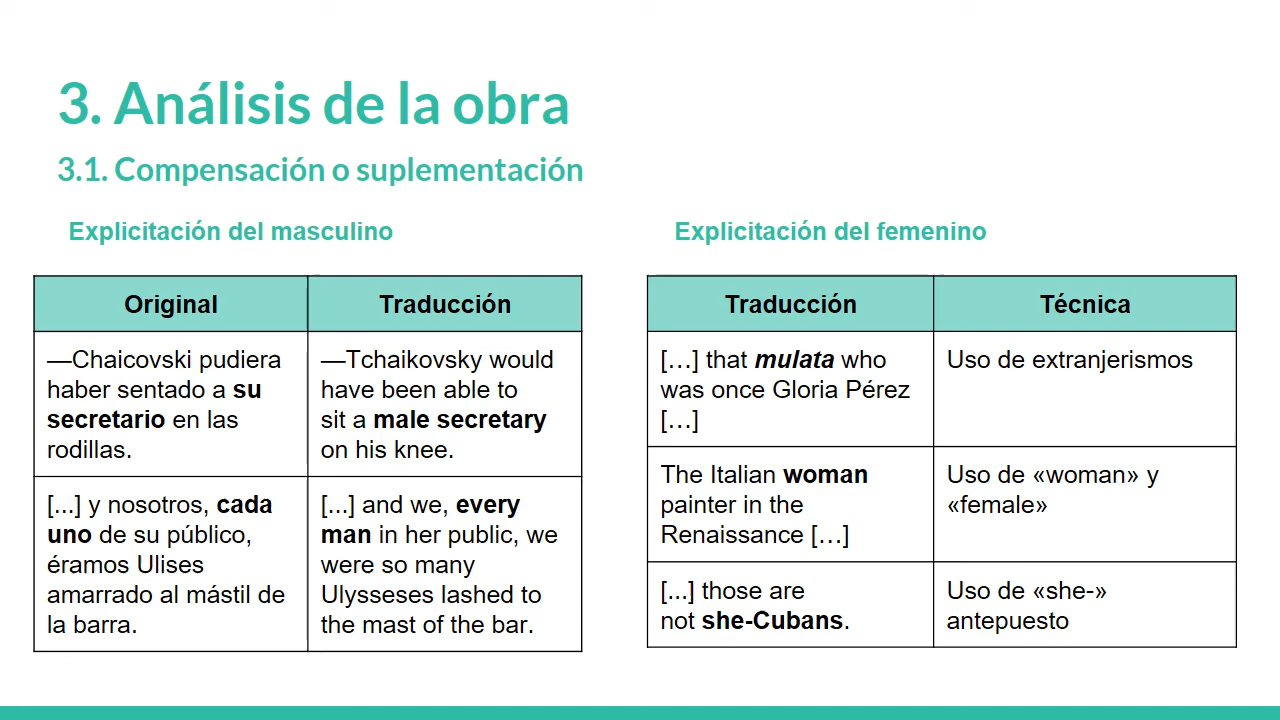 3. Análisis de la obra
3.1. Compensación o suplementación
Explicitación del masculino
Original
Traducción
—Chaicovski pudiera
haber sentado a su
secretario en las
rodillas.
—Tchaikovsky would
have been able to
sit a male secretary
on his knee.
[...] y nosotros, cada
uno de su público,
éramos Ulises
amarrado al mástil de
la barra.
[...] and we, every
man in her public, we
were so many
Ulysseses lashed to
the mast of the bar.
Explicitación del femenino
Traducción
Técnica
[…] that mulata who
was once Gloria Pérez
[…]
Uso de extranjerismos
The Italian woman
painter in the
Renaissance […]
Uso de «woman» y
«female»
[...] those are
not she-Cubans.
Uso de «she-»
antepuesto